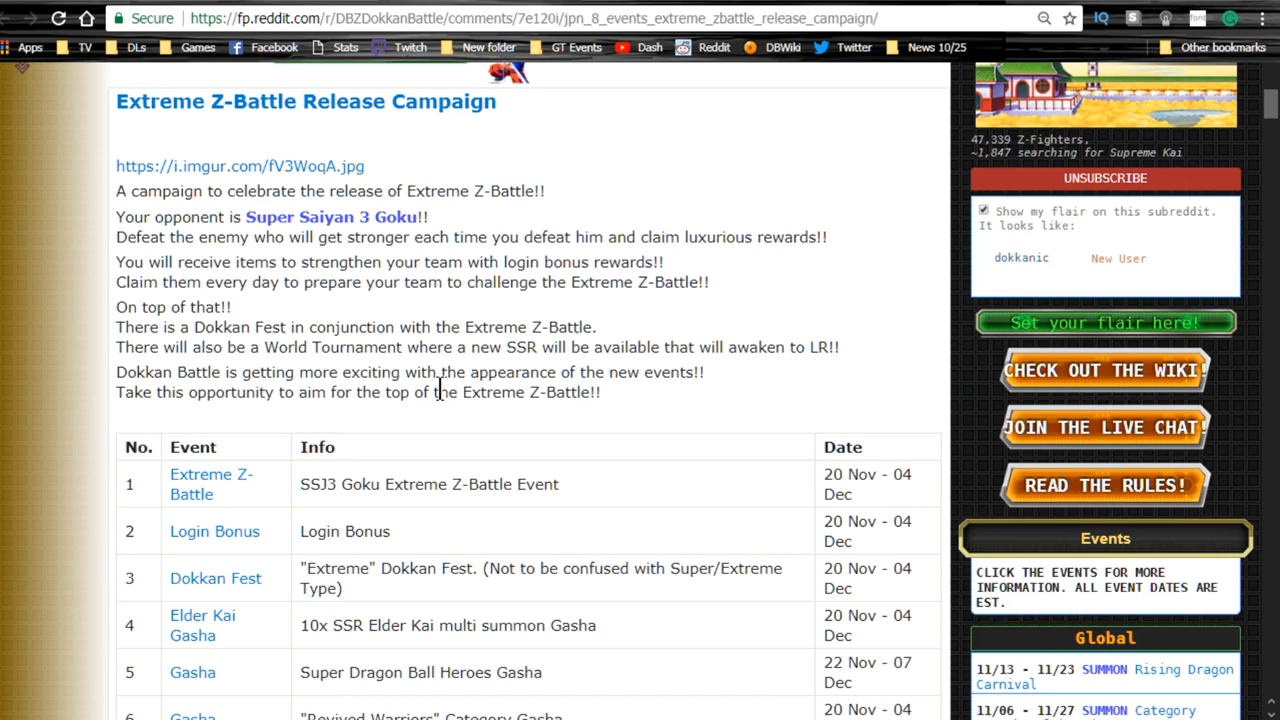 Secure https://fp.reddit.com/r/DBZDokkanBattle/comments/7e120i/jpn_8_events_extreme_zbattle_release_campaign/
Apps TV DLs Games Facebook Stats Twitch New folder GT Events Dash Reddit DBWiki Twitter News 10/25 Other bookmarks
Extreme Z-Battle Release Campaign
https://i.imgur.com/fV3WoqA.jpg
A campaign to celebrate the release of Extreme Z-Battle!!
Your opponent is Super Saiyan 3 Goku!!
Defeat the enemy who will get stronger each time you defeat him and claim luxurious rewards!!
You will receive items to strengthen your team with login bonus rewards!!
Claim them every day to prepare your team to challenge the Extreme Z-Battle!!
On top of that!!
There is a Dokkan Fest in conjunction with the Extreme Z-Battle.
There will also be a World Tournament where a new SSR will be available that will awaken to LR!!
Dokkan Battle is getting more exciting with the appearance of the new events!!
Take this opportunity to aim for the top of the Extreme Z-Battle!!
No. Event Info Date
1 Extreme Z-Battle SSJ3 Goku Extreme Z-Battle Event 20 Nov - 04 Dec
2 Login Bonus Login Bonus 20 Nov - 04 Dec
3 Dokkan Fest "Extreme" Dokkan Fest. (Not to be confused with Super/Extreme Type) 20 Nov - 04 Dec
4 Elder Kai Gasha 10x SSR Elder Kai multi summon Gasha 20 Nov - 04 Dec
5 Gasha Super Dragon Ball Heroes Gasha 22 Nov - 07 Dec
6 Gasha "Revived Warriors" Category Gasha 20 Nov - 04
47,339 Z-Fighters,
~1,847 searching for Supreme Kai
UNSUBSCRIBE
Show my flair on this subreddit.
It looks like:
dokkanic New User
Set your flair here!
CHECK OUT THE WIKI!
JOIN THE LIVE CHAT!
READ THE RULES!
Events
CLICK THE EVENTS FOR MORE
INFORMATION. ALL EVENT DATES ARE
EST.
Global
11/13 - 11/23 SUMMON Rising Dragon
Carnival
11/06 - 11/27 SUMMON Category